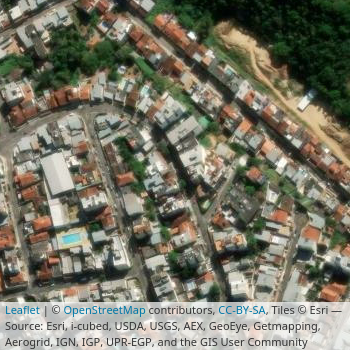 Leaflet | © OpenStreetMap contributors, CC-BY-SA, Tiles © Esri —
Source: Esri, i-cubed, USDA, USGS, AEX, GeoEye, Getmapping,
Aerogrid, IGN, IGP, UPR-EGP, and the GIS User Community